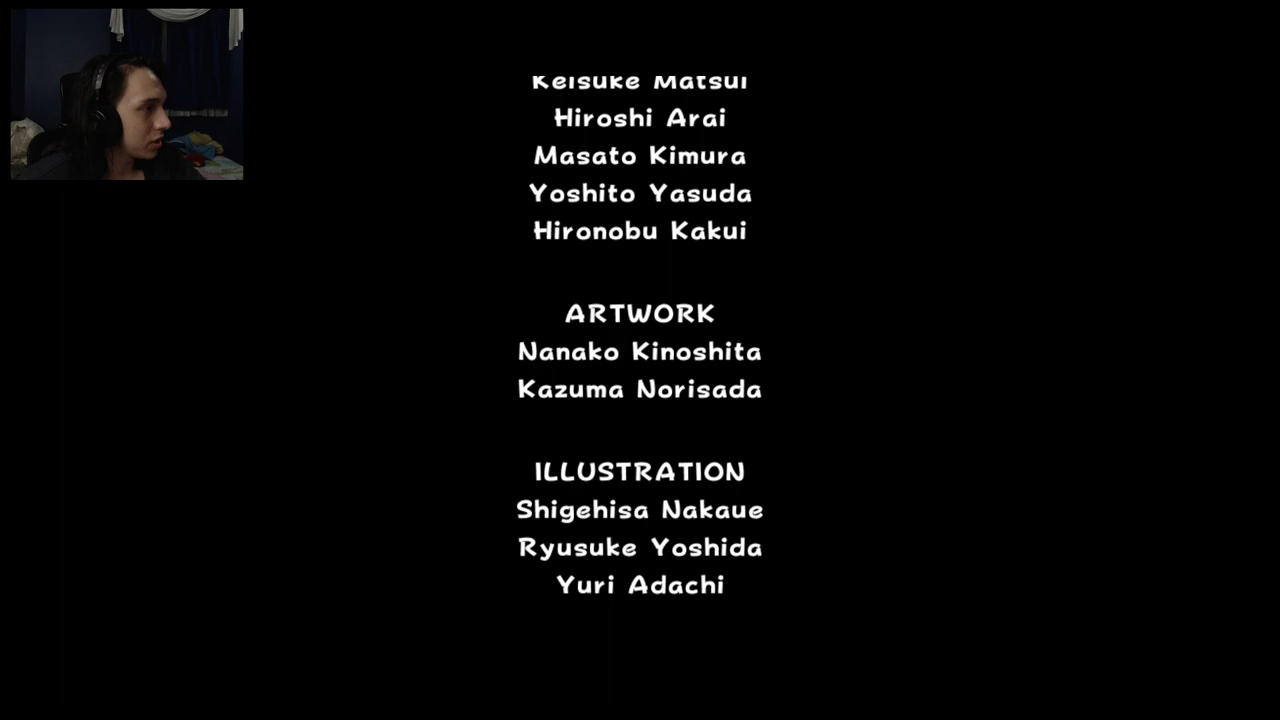 Keisuke Matsui
Hiroshi Arai
Masato Kimura
Yoshito Yasuda
Hironobu Kakui
ARTWORK
Nanako Kinoshita
Kazuma Norisada
ILLUSTRATION
Shigehisa Nakaue
Ryusuke Yoshida
Yuri Adachi